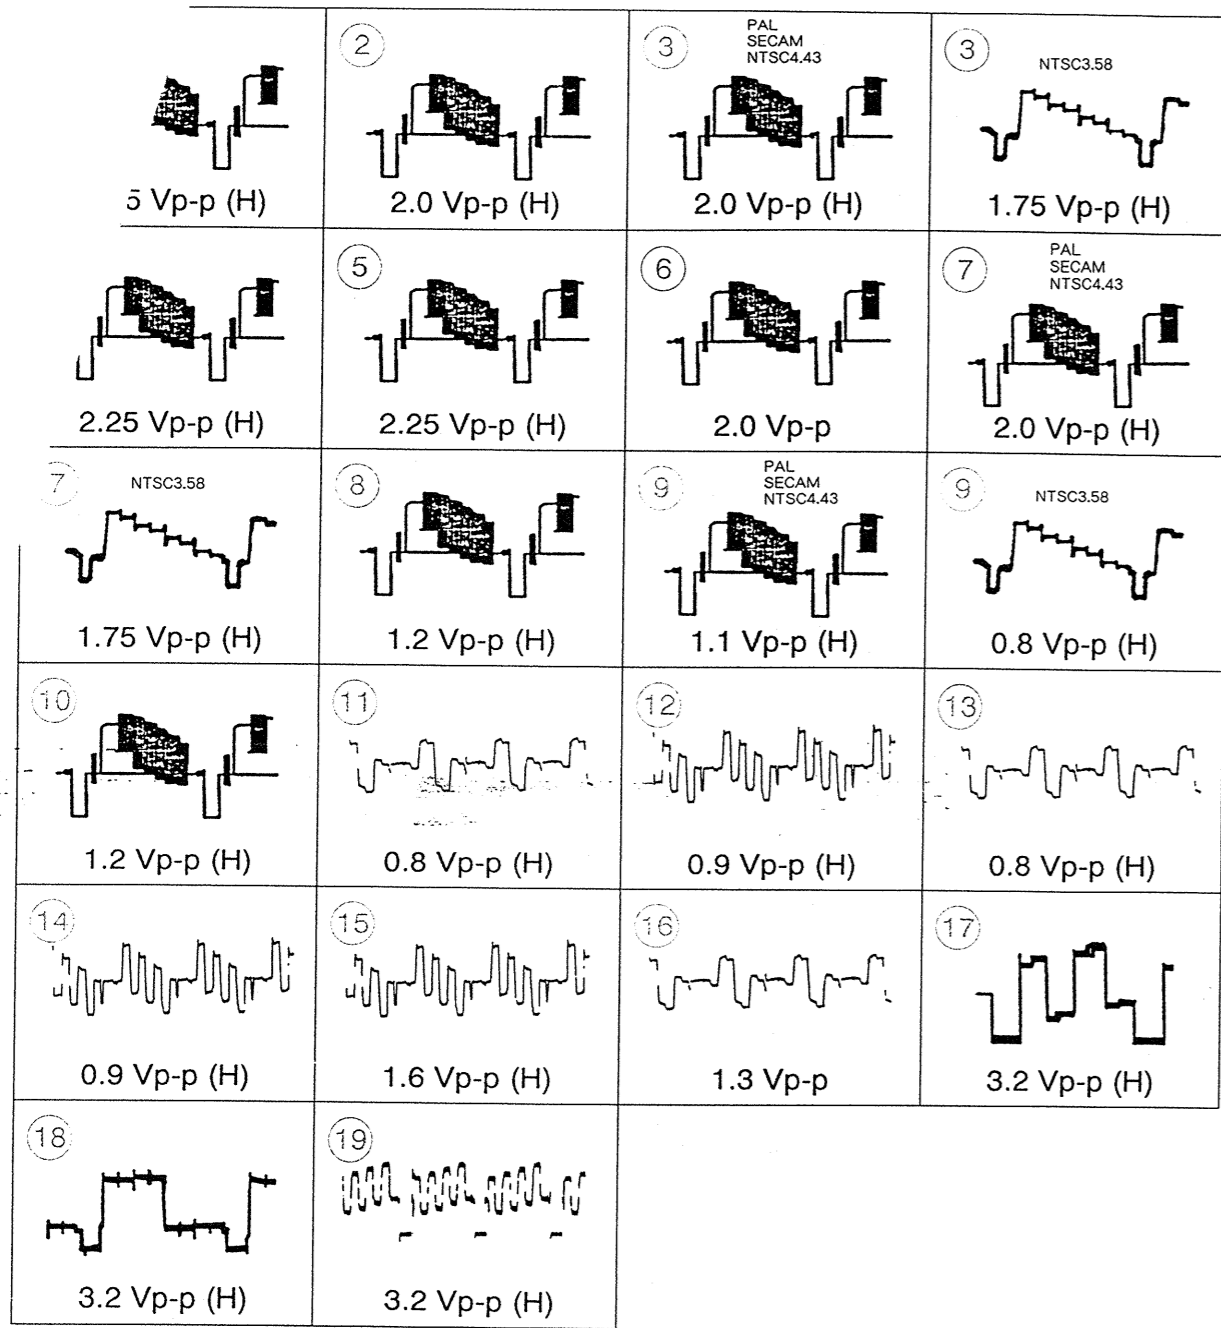 2
3
PAL
SECAM
NTSC4.43
3
NTSC3.58
5 Vp-p (H)
2.0 Vp-p (H)
2.0 Vp-p (H)
1.75 Vp-p (H)
5
6
7
PAL
SECAM
NTSC4.43
2.25 Vp-p (H)
2.25 Vp-p (H)
2.0 Vp-p
2.0 Vp-p (H)
7
NTSC3.58
8
9
PAL
SECAM
NTSC4.43
9
NTSC3.58
1.75 Vp-p (H)
1.2 Vp-p (H)
1.1 Vp-p (H)
0.8 Vp-p (H)
10
11
12
13
1.2 Vp-p (H)
0.8 Vp-p (H)
0.9 Vp-p (H)
0.8 Vp-p (H)
14
15
16
17
0.9 Vp-p (H)
1.6 Vp-p (H)
1.3 Vp-p
3.2 Vp-p (H)
18
19
3.2 Vp-p (H)
3.2 Vp-p (H)